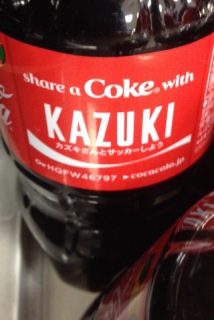 share a Coke® with
KAZUKI
カズキさんとサッカーしよう
HGFW46797 ►cocacola.jp